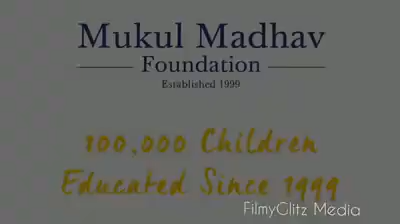 Mukul Madhav
Foundation
Established 1999
100,000 Children
Educated Since 1999
FilmyGlitz Media